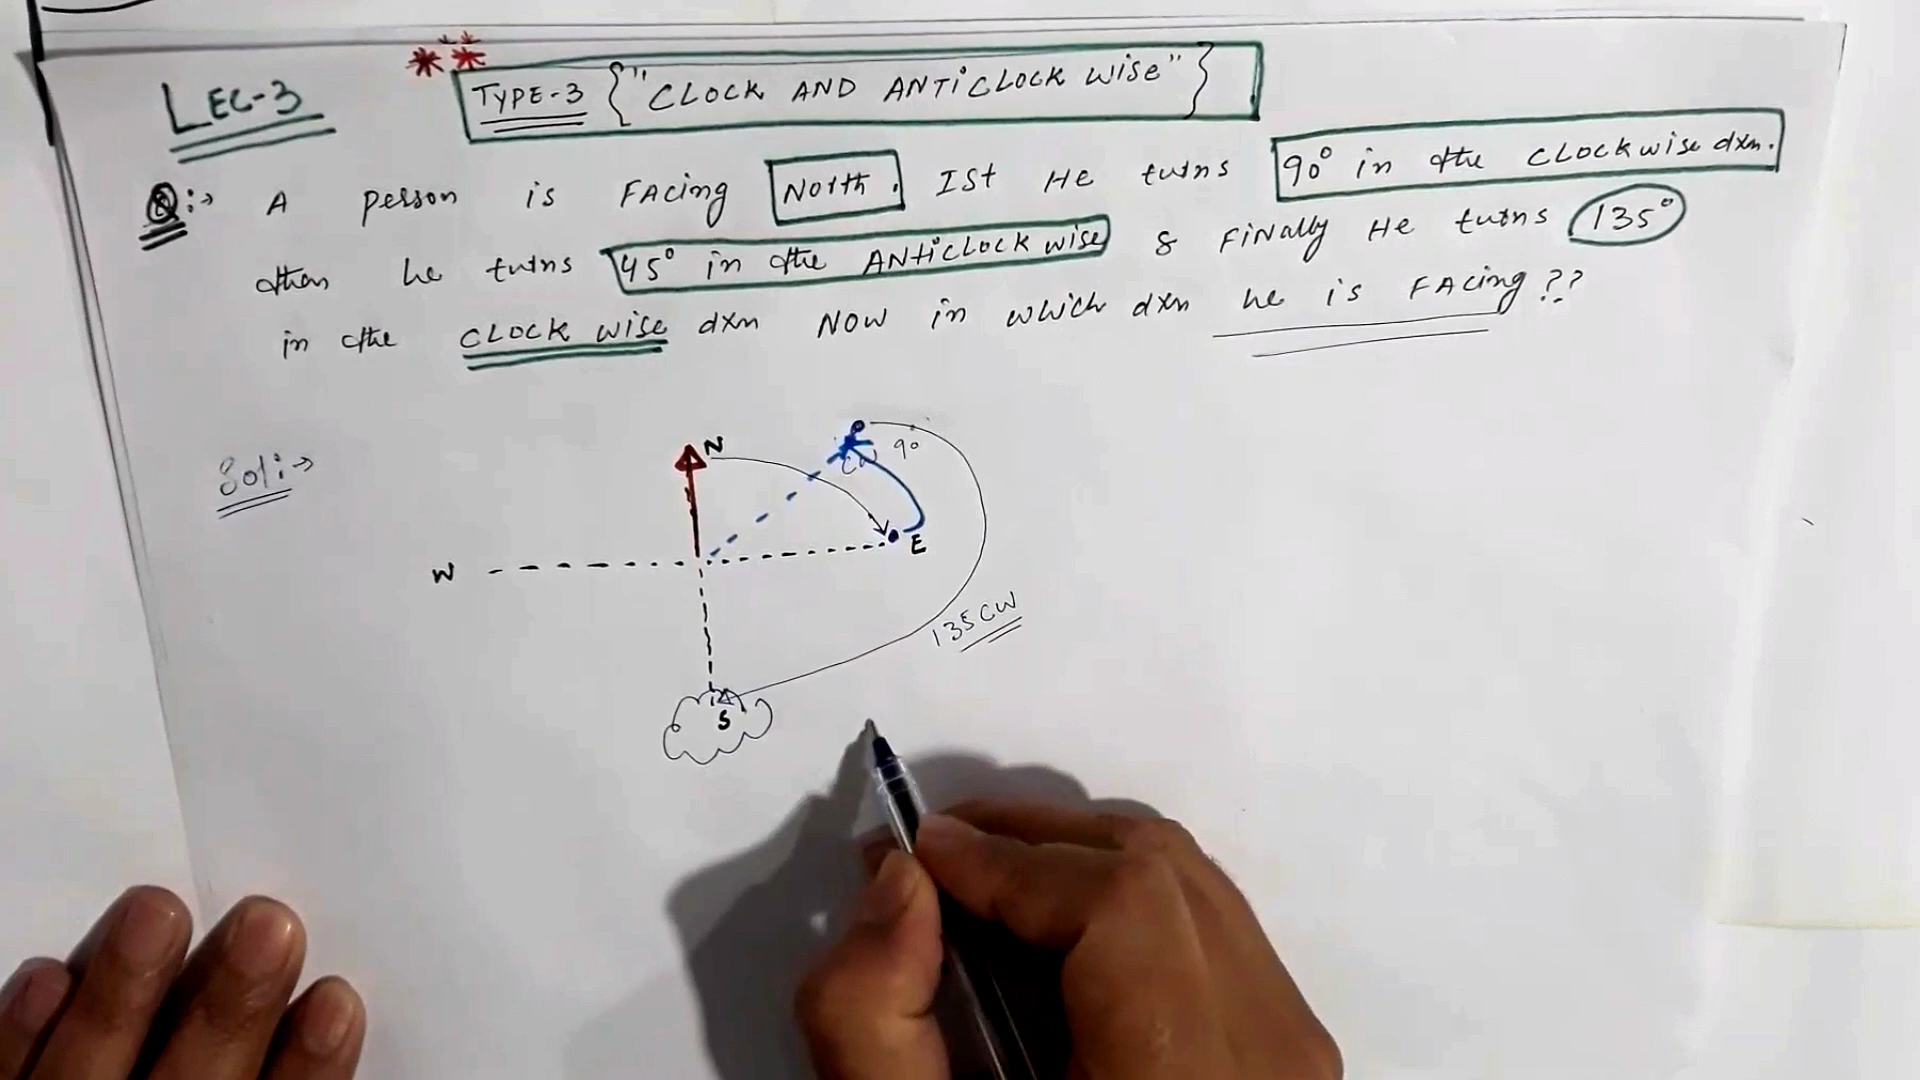 LEC-3
TYPE-3 {"CLOCK AND ANTICLOCK WISE"}
Q:→ A person is FACing North. Ist He turns 90° in the CLOCKwise dxn.
then he turns 45° in the ANTICLOCKwise & FiNAlly He turns 135°
in the CLOCK wise dxn NOW in which dxn he is FACing ??
Sol:→
N
CW 90°
W
E
135 CW
S